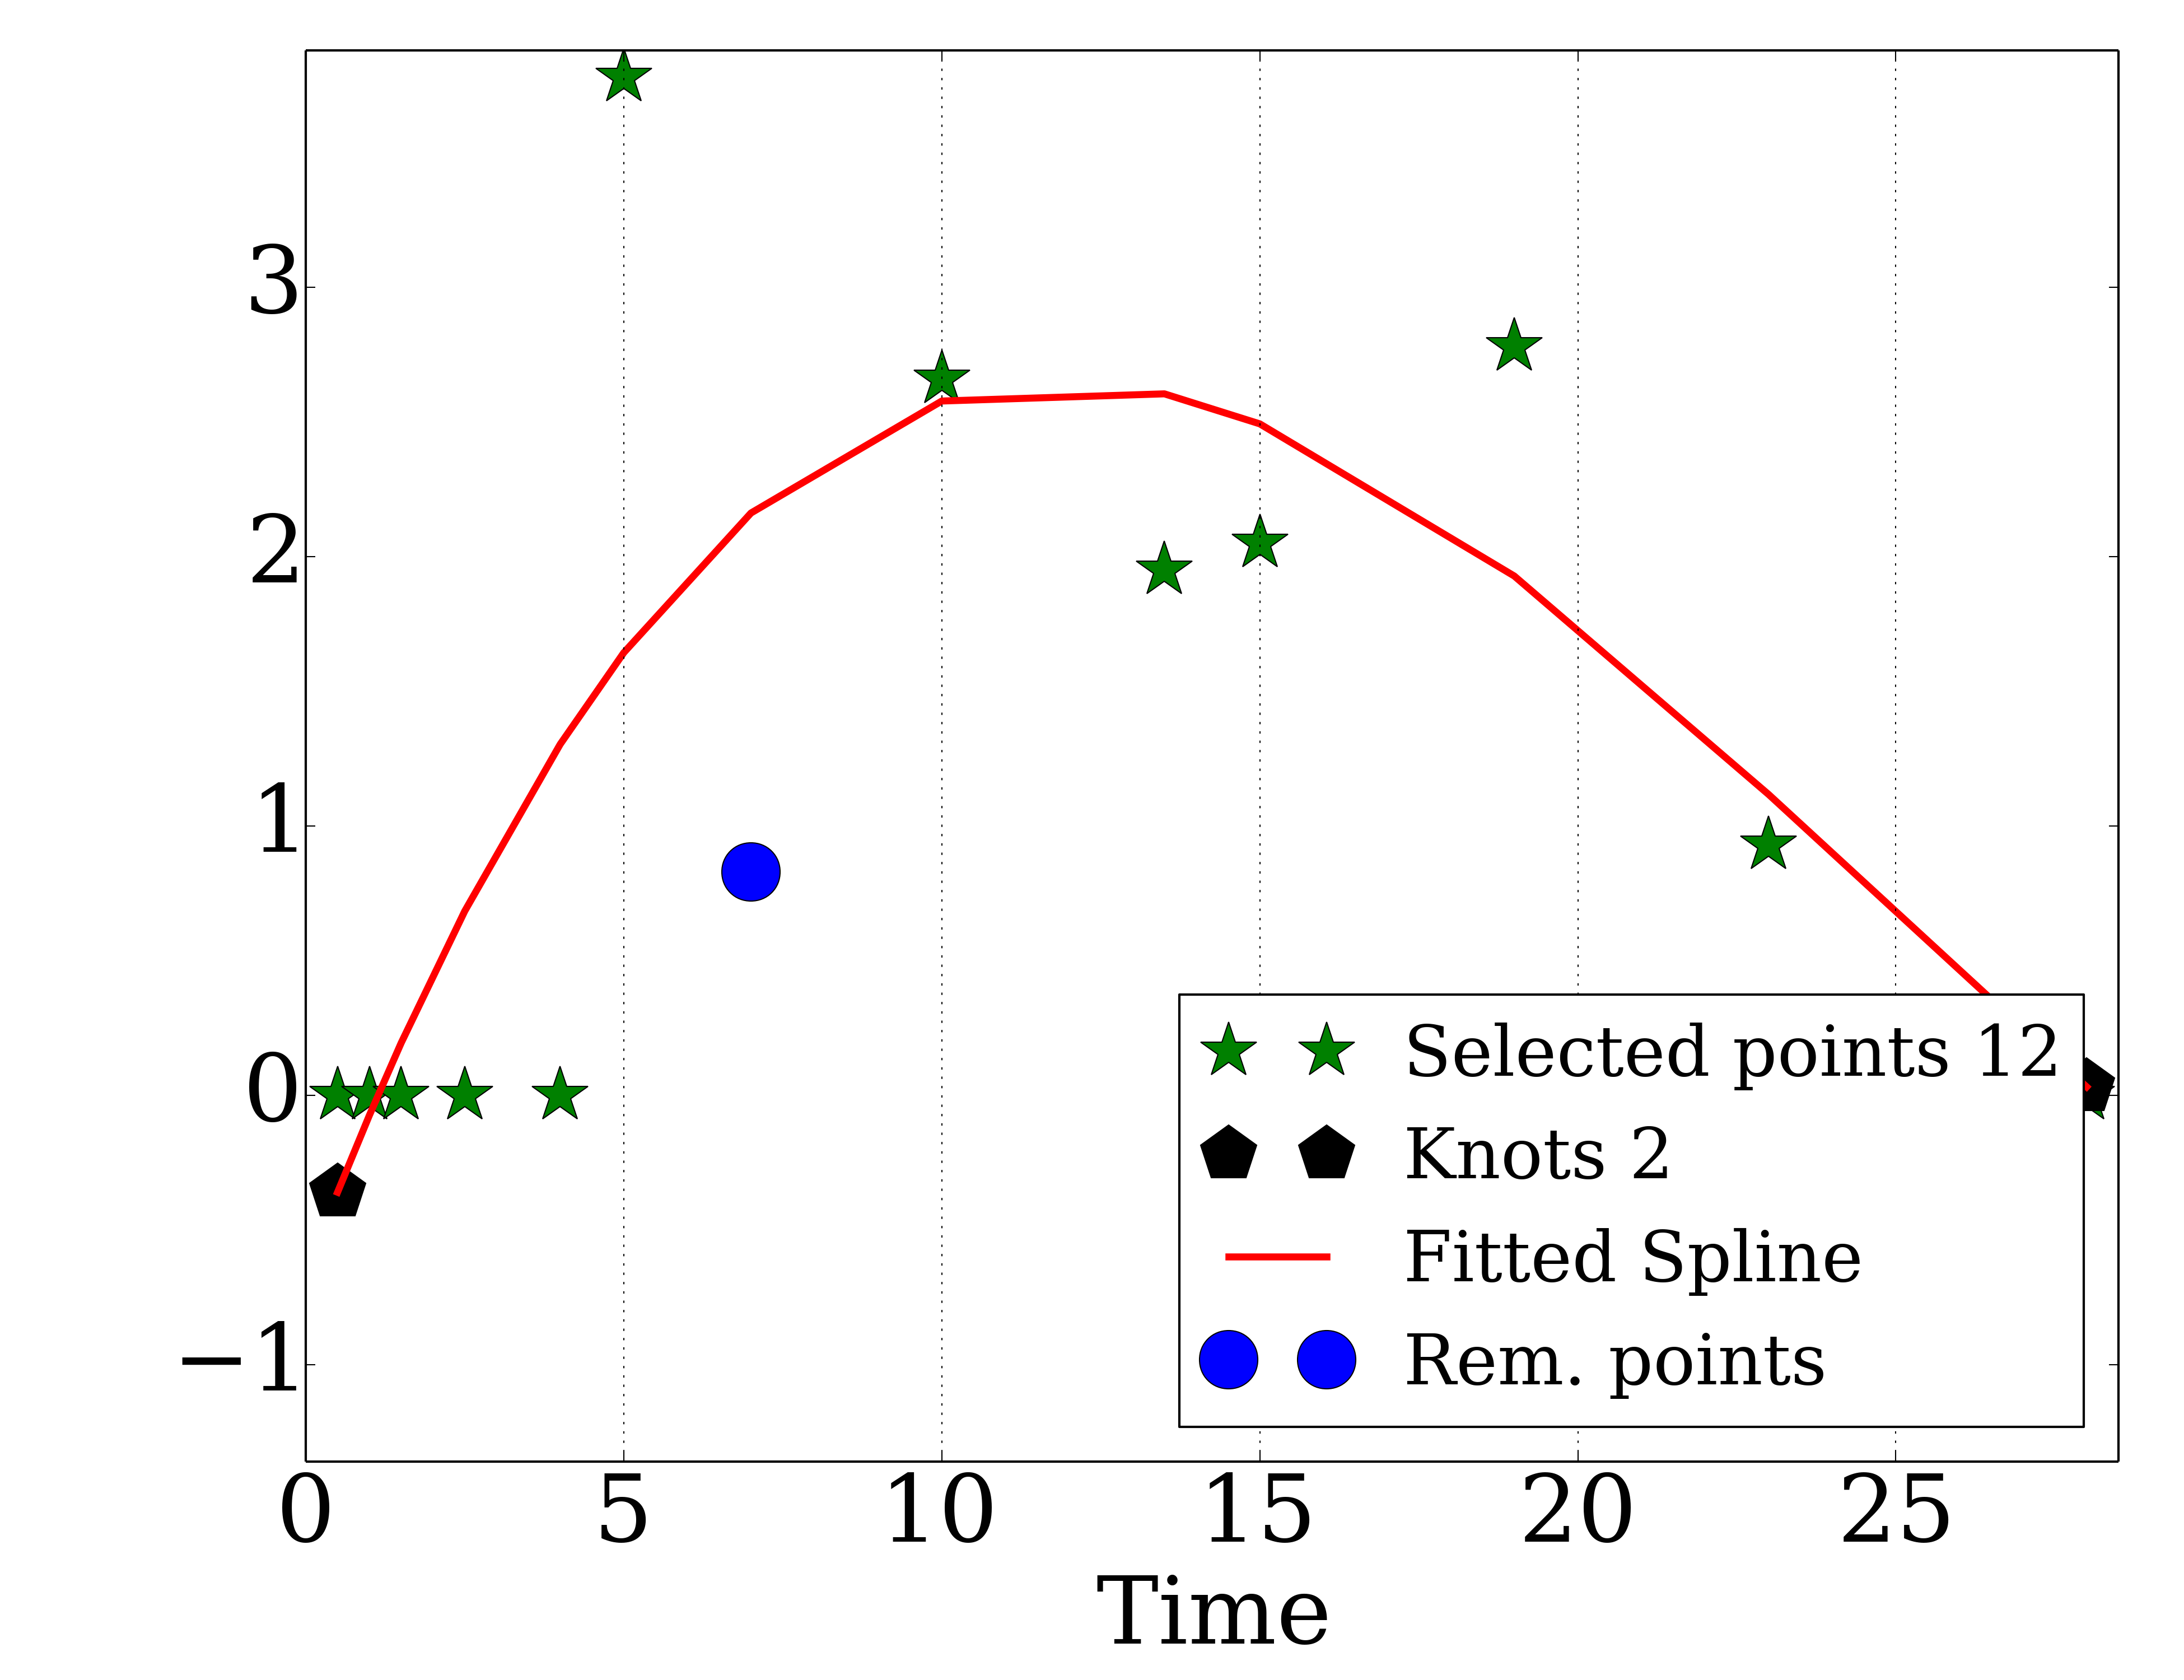 3
2
1
0
−1
0 5 10 15 20 25
Time
Selected points 12
Knots 2
Fitted Spline
Rem. points